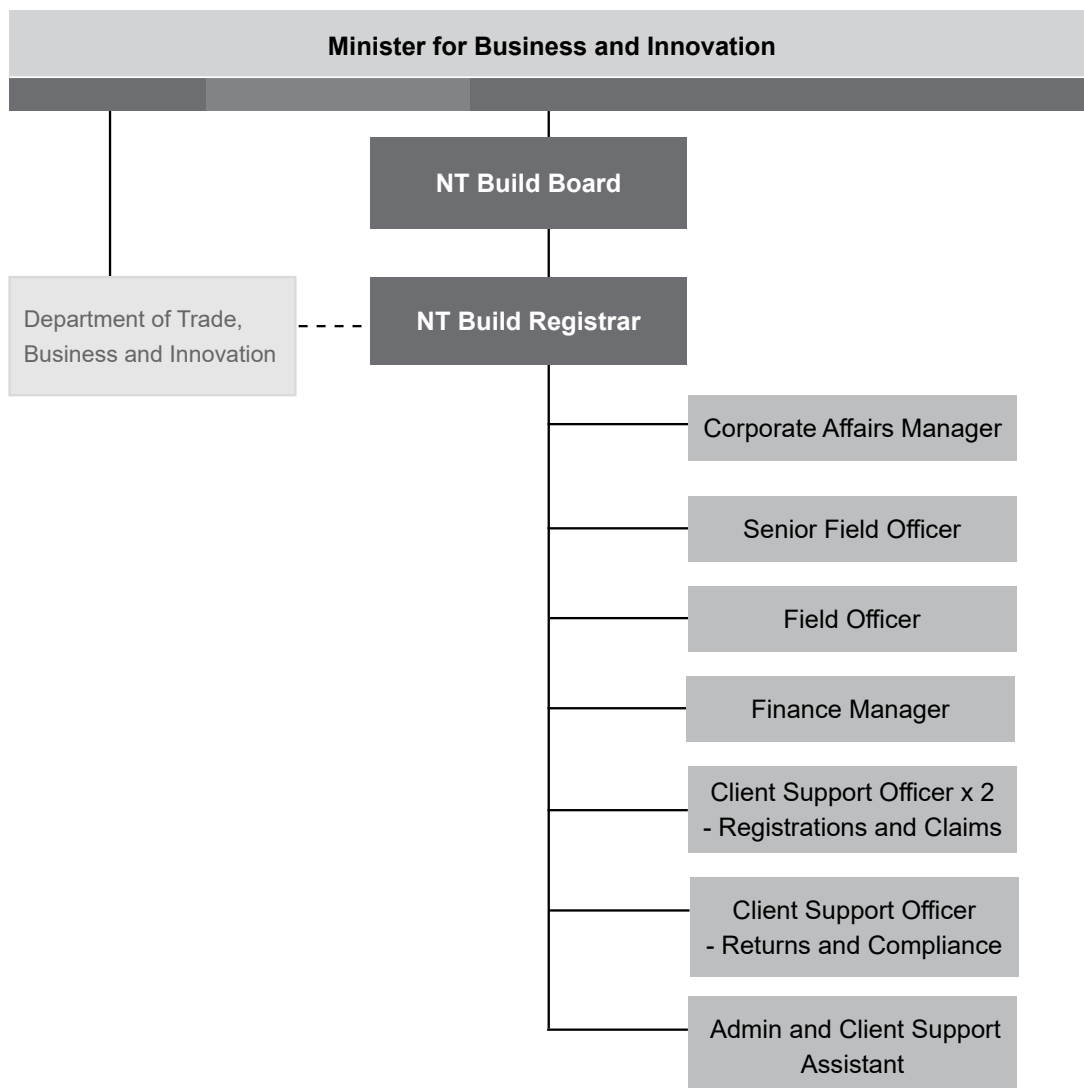 Minister for Business and Innovation
NT Build Board
Department of Trade,
Business and Innovation
NT Build Registrar
Corporate Affairs Manager
Senior Field Officer
Field Officer
Finance Manager
Client Support Officer x 2
- Registrations and Claims
Client Support Officer
- Returns and Compliance
Admin and Client Support
Assistant